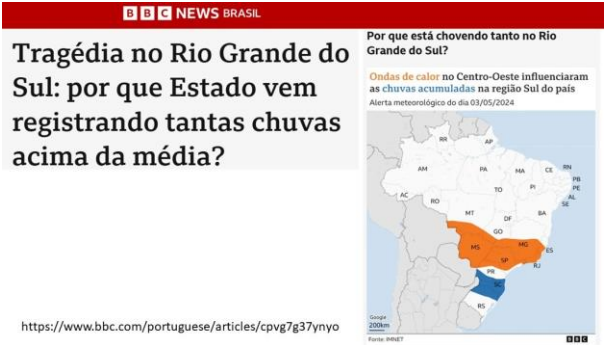 BBC NEWS BRASIL
Tragédia no Rio Grande do
Sul: por que Estado vem
registrando tantas chuvas
acima da média?
https://www.bbc.com/portuguese/articles/cpvg7g37ynyo
Por que está chovendo tanto no Rio
Grande do Sul?
Ondas de calor no Centro-Oeste influenciaram
as chuvas acumuladas na região Sul do país
Alerta meteorológico do dia 03/05/2024
RR
AP
AM
PA
MA
CE
RN
PB
PE
AL
SE
PI
TO
AC
RO
MT
BA
DF
GO
MG
ES
MS
SP
RJ
PR
SC
RS
Google
200km
Fonte: IMNET
BBC